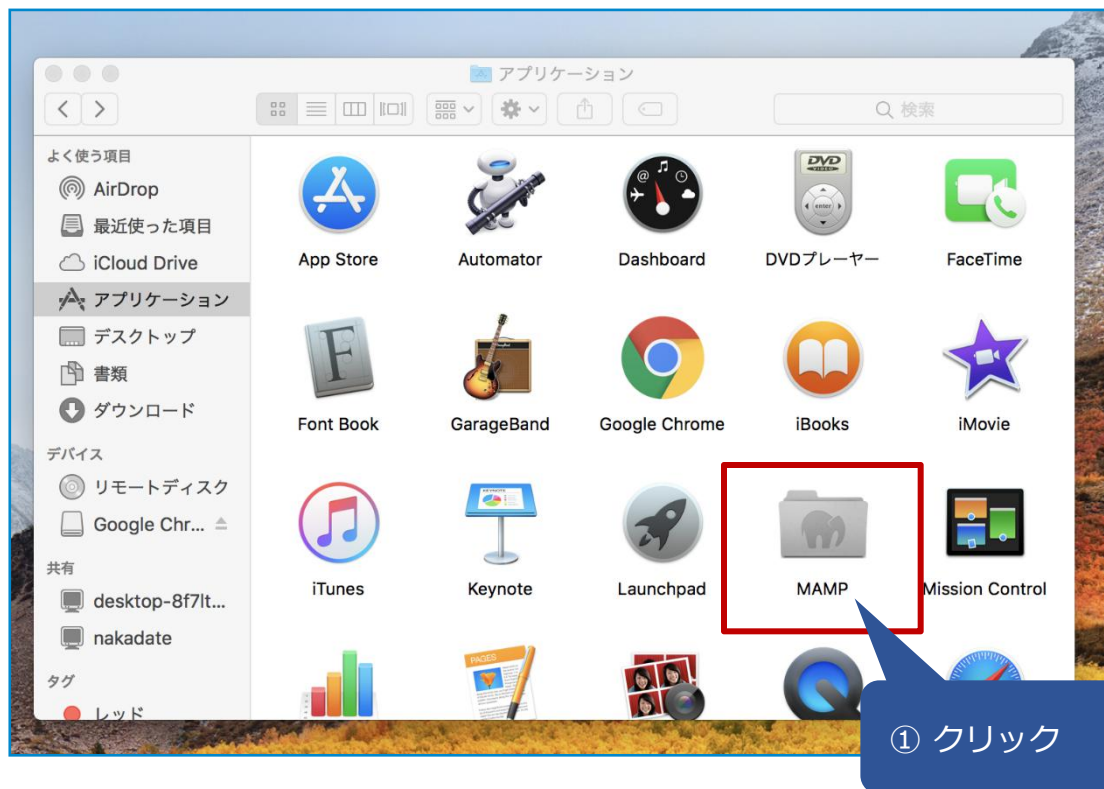 アプリケーション
検索
よく使う項目
AirDrop
最近使った項目
iCloud Drive
アプリケーション
デスクトップ
書類
ダウンロード
デバイス
リモートディスク
Google Chr...
共有
desktop-8f7lt...
nakadate
タグ
レッド
App Store
Automator
Dashboard
DVDプレーヤー
FaceTime
Font Book
GarageBand
Google Chrome
iBooks
iMovie
iTunes
Keynote
Launchpad
MAMP
Mission Control
DVD
VIDEO
ENTER
F
KEYNOTE
PAGES
① クリック